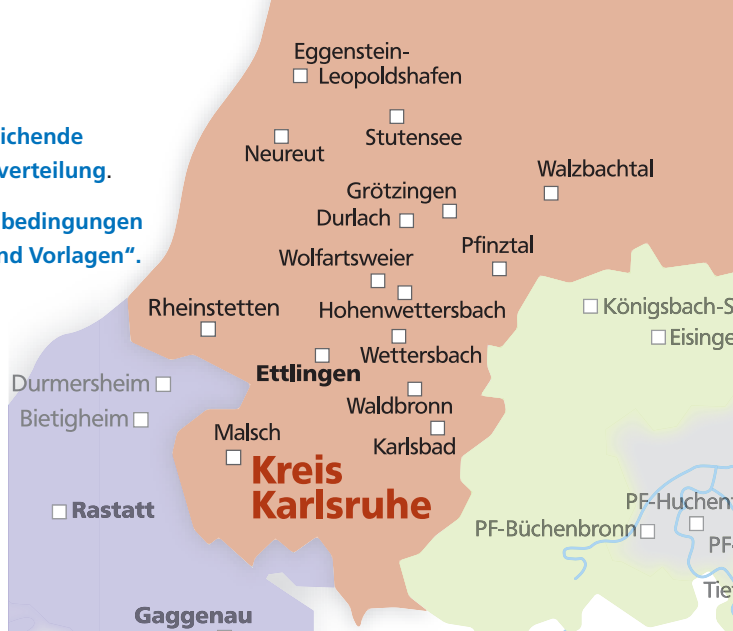 Eggenstein-
Leopoldshafen
ichende
verteilung.
bedingungen
nd Vorlagen“.
Neureut
Stutensee
Walzbachtal
Grötzingen
Durlach
Pfinztal
Wolfartsweier
Rheinstetten
Hohenwettersbach
Königsbach-S
Eisinge
Wettersbach
Ettlingen
Durmersheim
Bietigheim
Waldbronn
Malsch
Karlsbad
Kreis
Karlsruhe
Rastatt
PF-Huchen
PF-Büchenbronn
PF-
Tie
Gaggenau